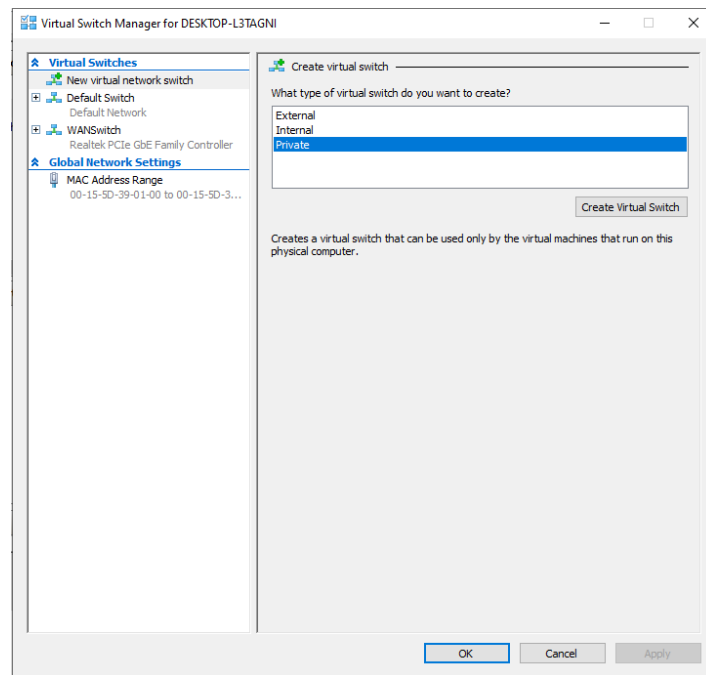 Virtual Switch Manager for DESKTOP-L3TAGNI
Virtual Switches
New virtual network switch
Default Switch
Default Network
WANSwitch
Realtek PCIe GbE Family Controller
Global Network Settings
MAC Address Range
00-15-5D-39-01-00 to 00-15-5D-3...
Create virtual switch
What type of virtual switch do you want to create?
External
Internal
Private
Create Virtual Switch
Creates a virtual switch that can be used only by the virtual machines that run on this
physical computer.
OK
Cancel
Apply